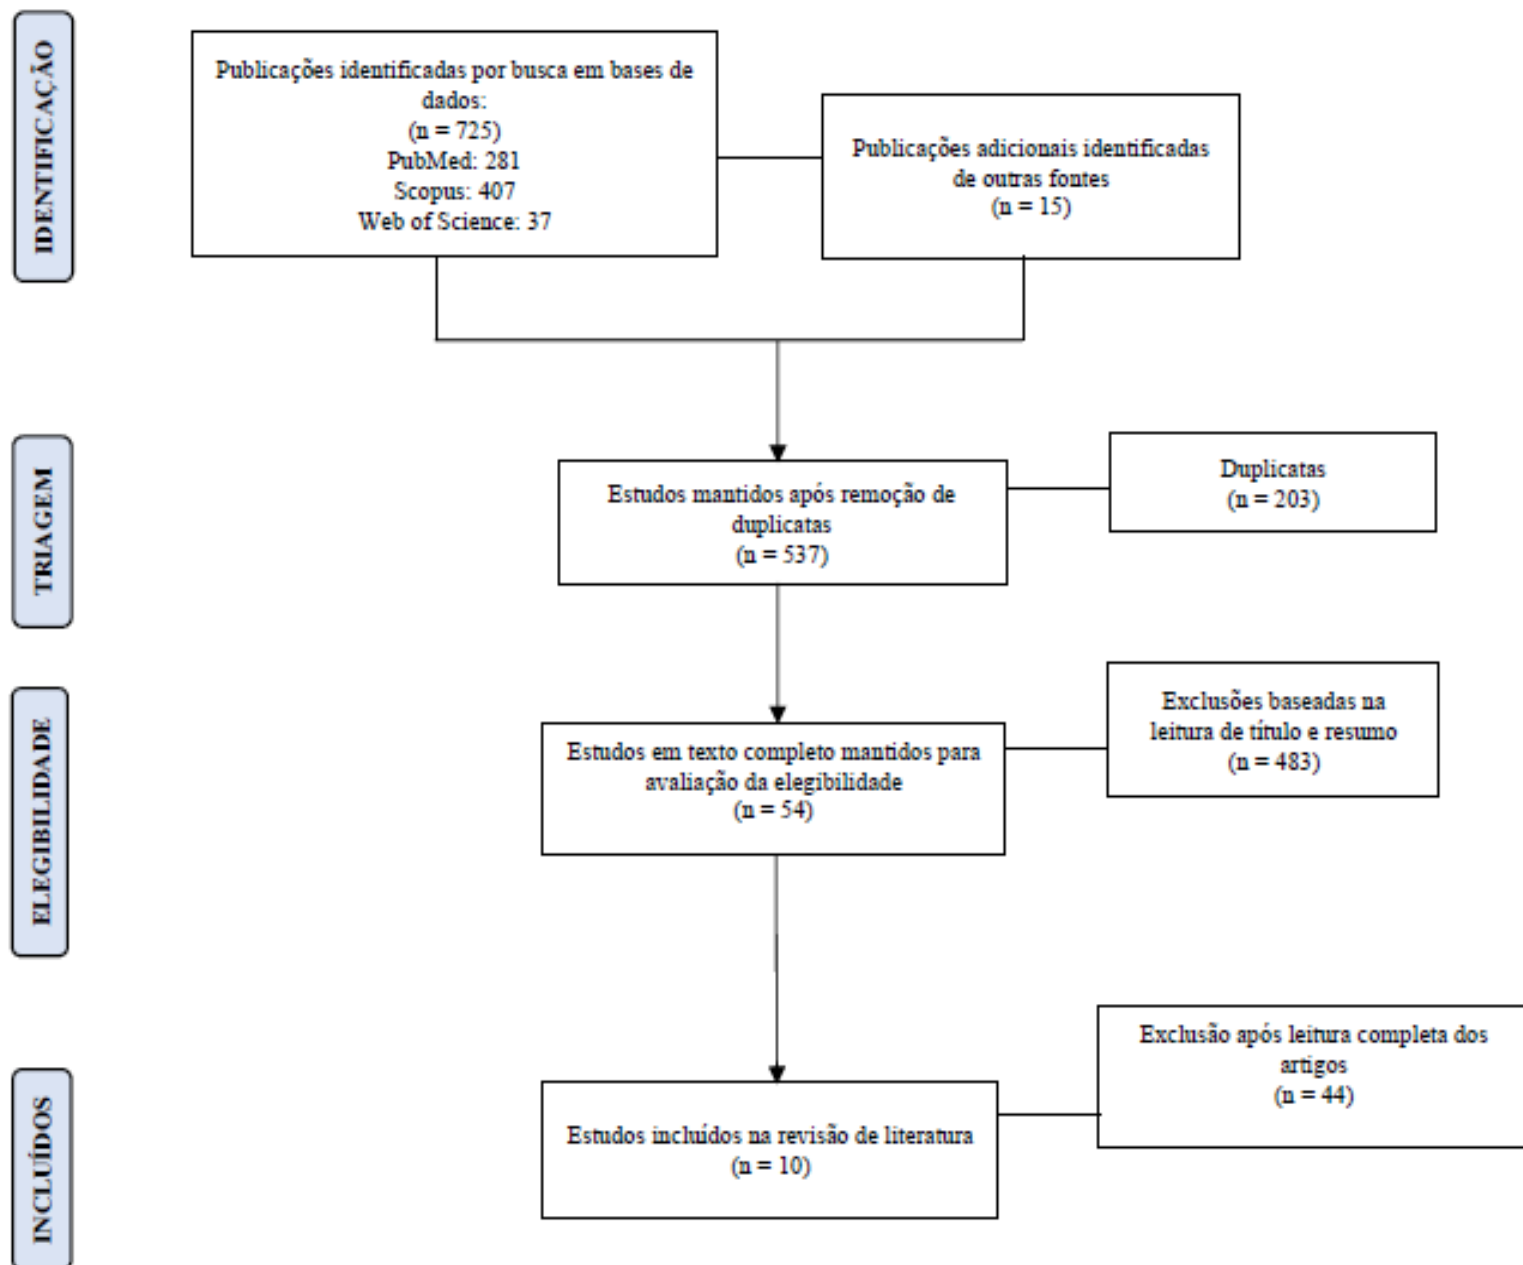 IDENTIFICAÇÃO
Publicações identificadas por busca em bases de
dados:
(n = 725)
PubMed: 281
Scopus: 407
Web of Science: 37
Publicações adicionais identificadas
de outras fontes
(n = 15)
TRIAGEM
Estudos mantidos após remoção de
duplicatas
(n = 537)
Duplicatas
(n = 203)
ELEGIBILIDADE
Estudos em texto completo mantidos para
avaliação da elegibilidade
(n = 54)
Exclusões baseadas na
leitura de título e resumo
(n = 483)
INCLUÍDOS
Estudos incluídos na revisão de literatura
(n = 10)
Exclusão após leitura completa dos
artigos
(n = 44)